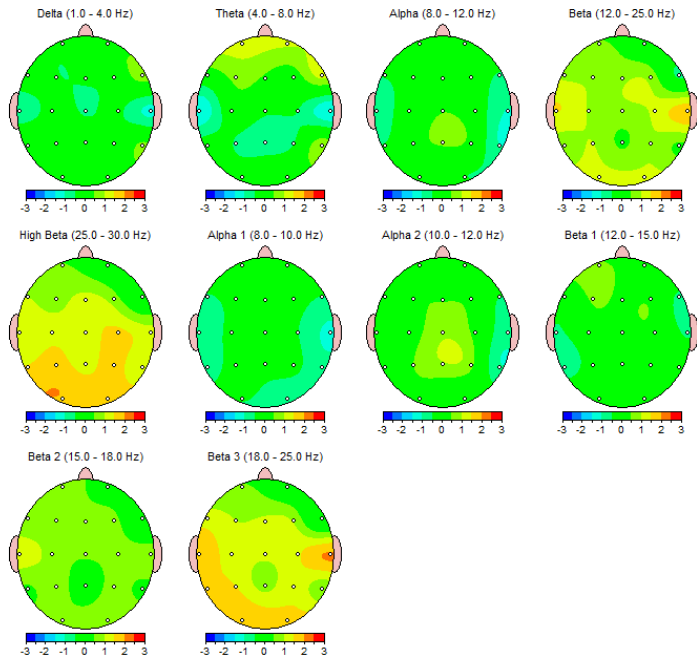 Delta (1.0 - 4.0 Hz) Theta (4.0 - 8.0 Hz) Alpha (8.0 - 12.0 Hz) Beta (12.0 - 25.0 Hz)
-3 -2 -1 0 1 2 3 -3 -2 -1 0 1 2 3 -3 -2 -1 0 1 2 3 -3 -2 -1 0 1 2 3
High Beta (25.0 - 30.0 Hz) Alpha 1 (8.0 - 10.0 Hz) Alpha 2 (10.0 - 12.0 Hz) Beta 1 (12.0 - 15.0 Hz)
-3 -2 -1 0 1 2 3 -3 -2 -1 0 1 2 3 -3 -2 -1 0 1 2 3 -3 -2 -1 0 1 2 3
Beta 2 (15.0 - 18.0 Hz) Beta 3 (18.0 - 25.0 Hz)
-3 -2 -1 0 1 2 3 -3 -2 -1 0 1 2 3